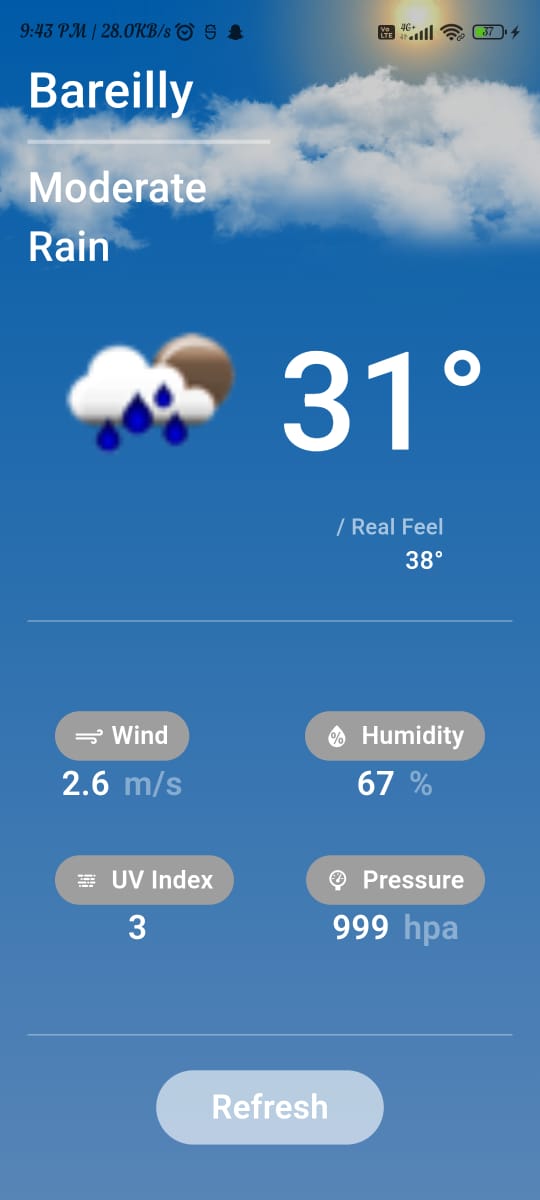 9:43 PM / 28.0KB/s
Vo
LTE
4G+
37
Bareilly
Moderate
Rain
31°
/ Real Feel
38°
Wind
Humidity
2.6 m/s
67 %
UV Index
Pressure
3
999 hpa
Refresh